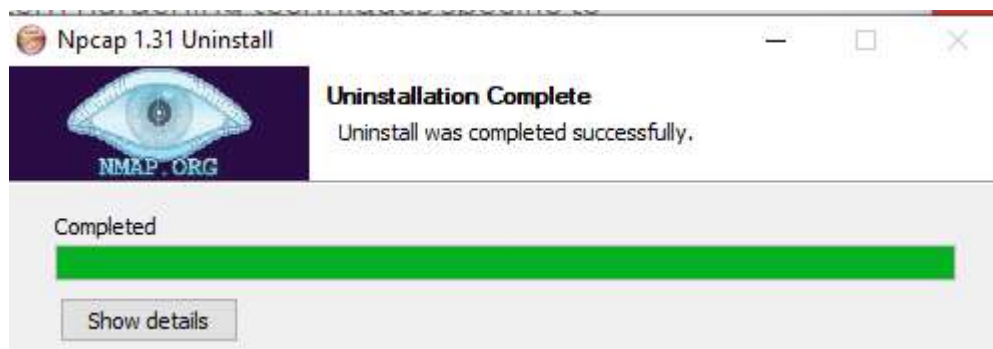 Npcap 1.31 Uninstall
Uninstallation Complete
Uninstall was completed successfully.
NMAP.ORG
Completed
Show details